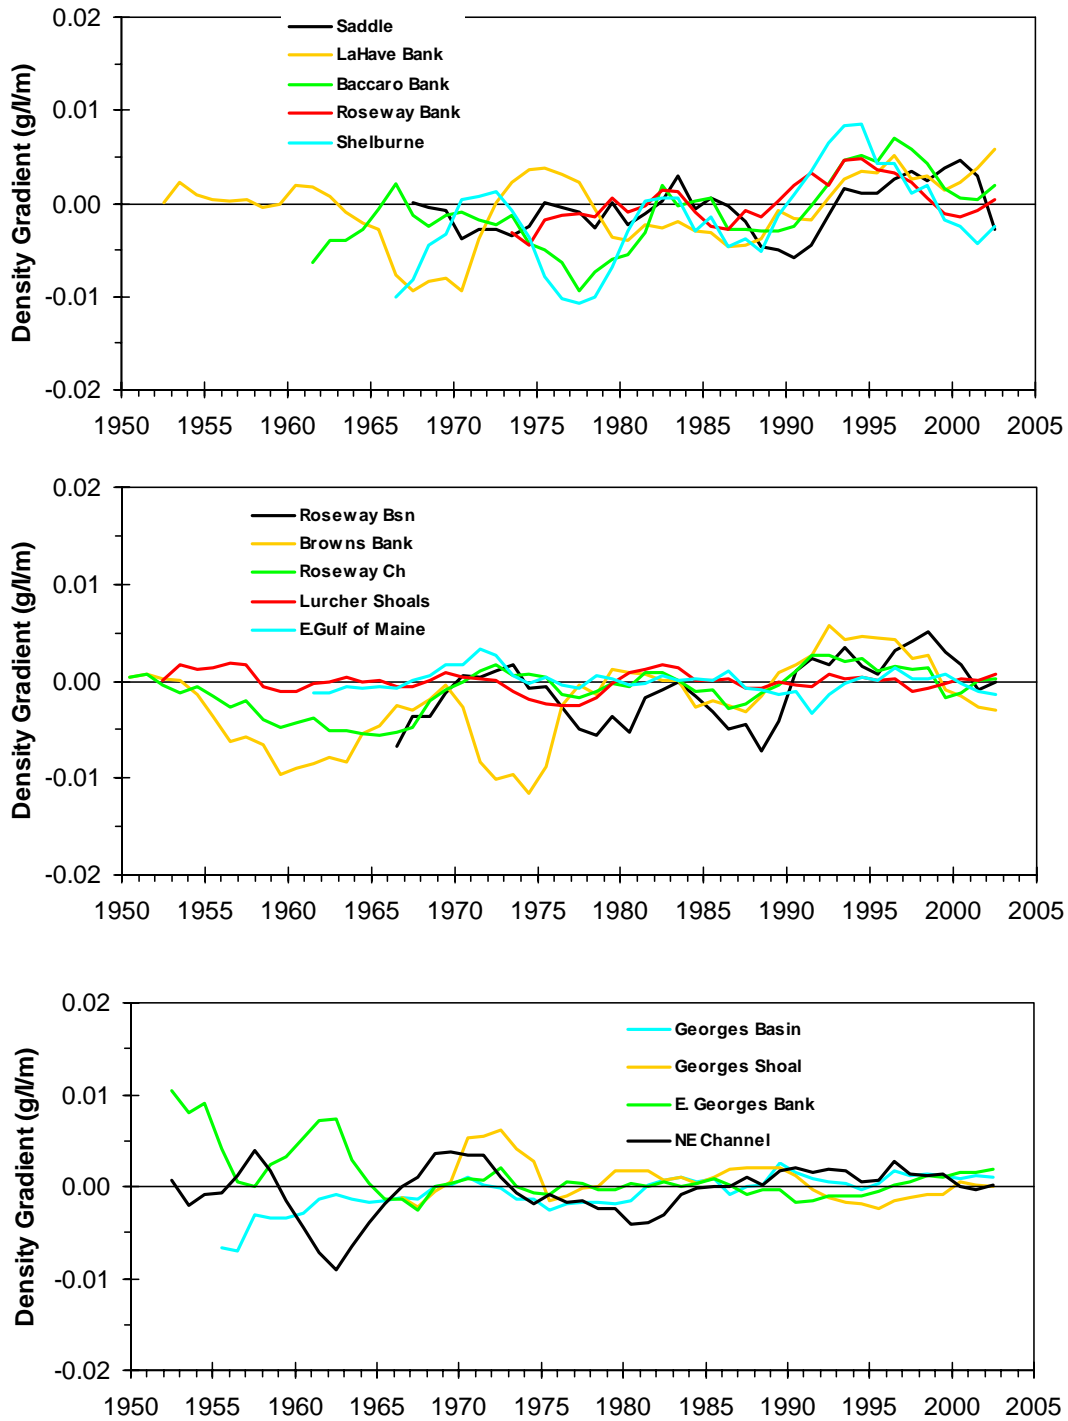 0.02
0.01
0.00
-0.01
-0.02
Density Gradient (g/l/m)
Saddle
LaHave Bank
Baccaro Bank
Roseway Bank
Shelburne
1950 1955 1960 1965 1970 1975 1980 1985 1990 1995 2000 2005
0.02
0.01
0.00
-0.01
-0.02
Density Gradient (g/l/m)
Roseway Bsn
Browns Bank
Roseway Ch
Lurcher Shoals
E.Gulf of Maine
1950 1955 1960 1965 1970 1975 1980 1985 1990 1995 2000 2005
0.02
0.01
0.00
-0.01
-0.02
Density Gradient (g/l/m)
Georges Basin
Georges Shoal
E. Georges Bank
NE Channel
1950 1955 1960 1965 1970 1975 1980 1985 1990 1995 2000 2005